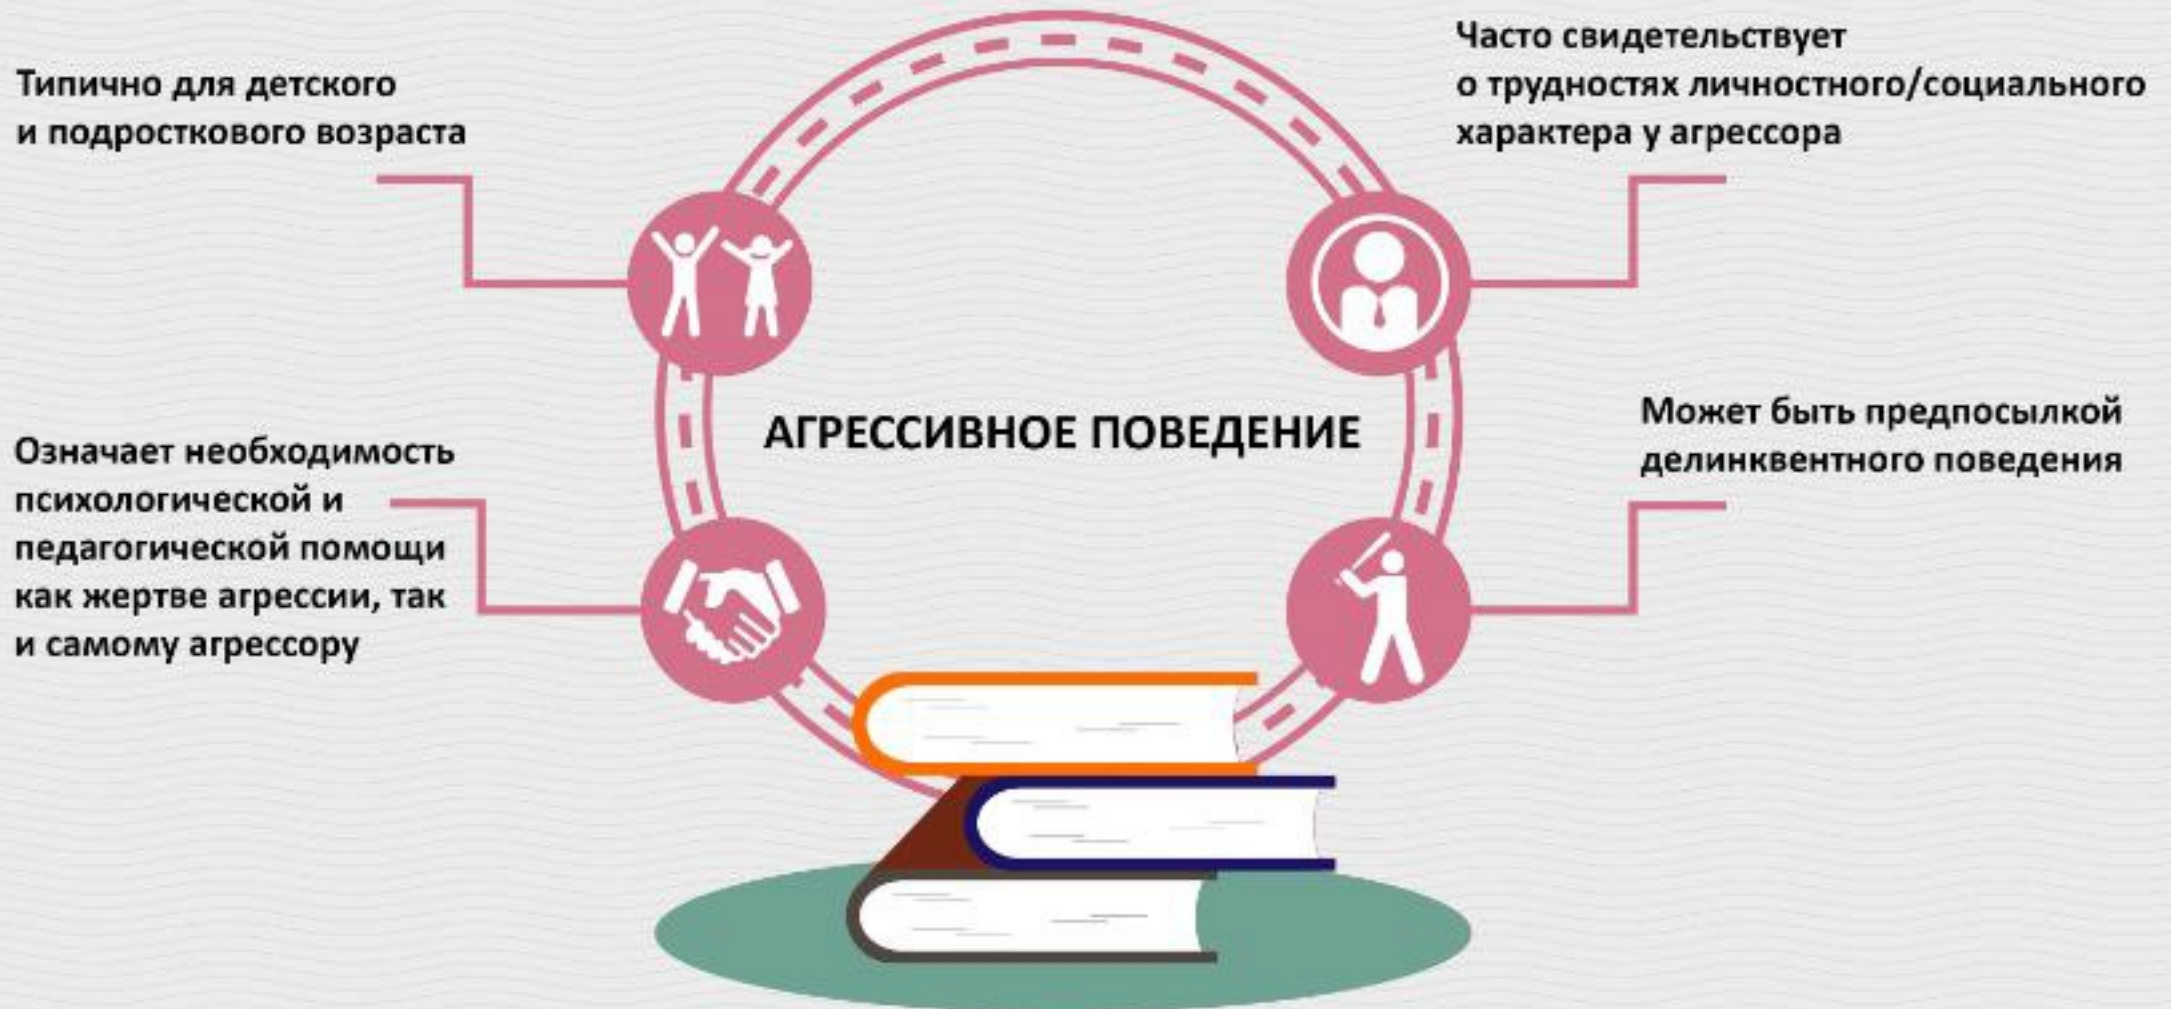 Типично для детского
и подросткового возраста
Часто свидетельствует
о трудностях личностного/социального
характера у агрессора
АГРЕССИВНОЕ ПОВЕДЕНИЕ
Означает необходимость
психологической и
педагогической помощи
как жертве агрессии, так
и самому агрессору
Может быть предпосылкой
делинквентного поведения